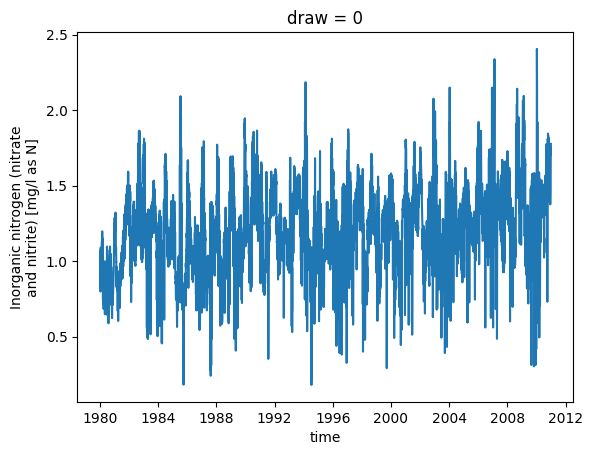 draw = 0
Inorganic nitrogen (nitrate
and nitrite) [mg/l as N]
2.5
2.0
1.5
1.0
0.5
1980 1984 1988 1992 1996 2000 2004 2008 2012
time